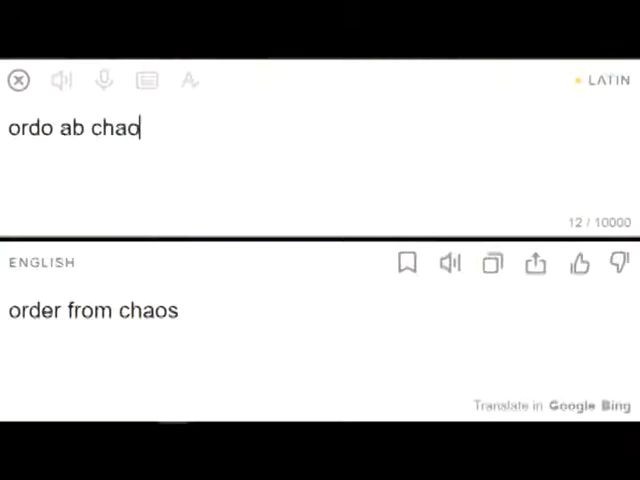 LATIN
ordo ab chao
12 / 10000
ENGLISH
order from chaos
Translate in Google Bing